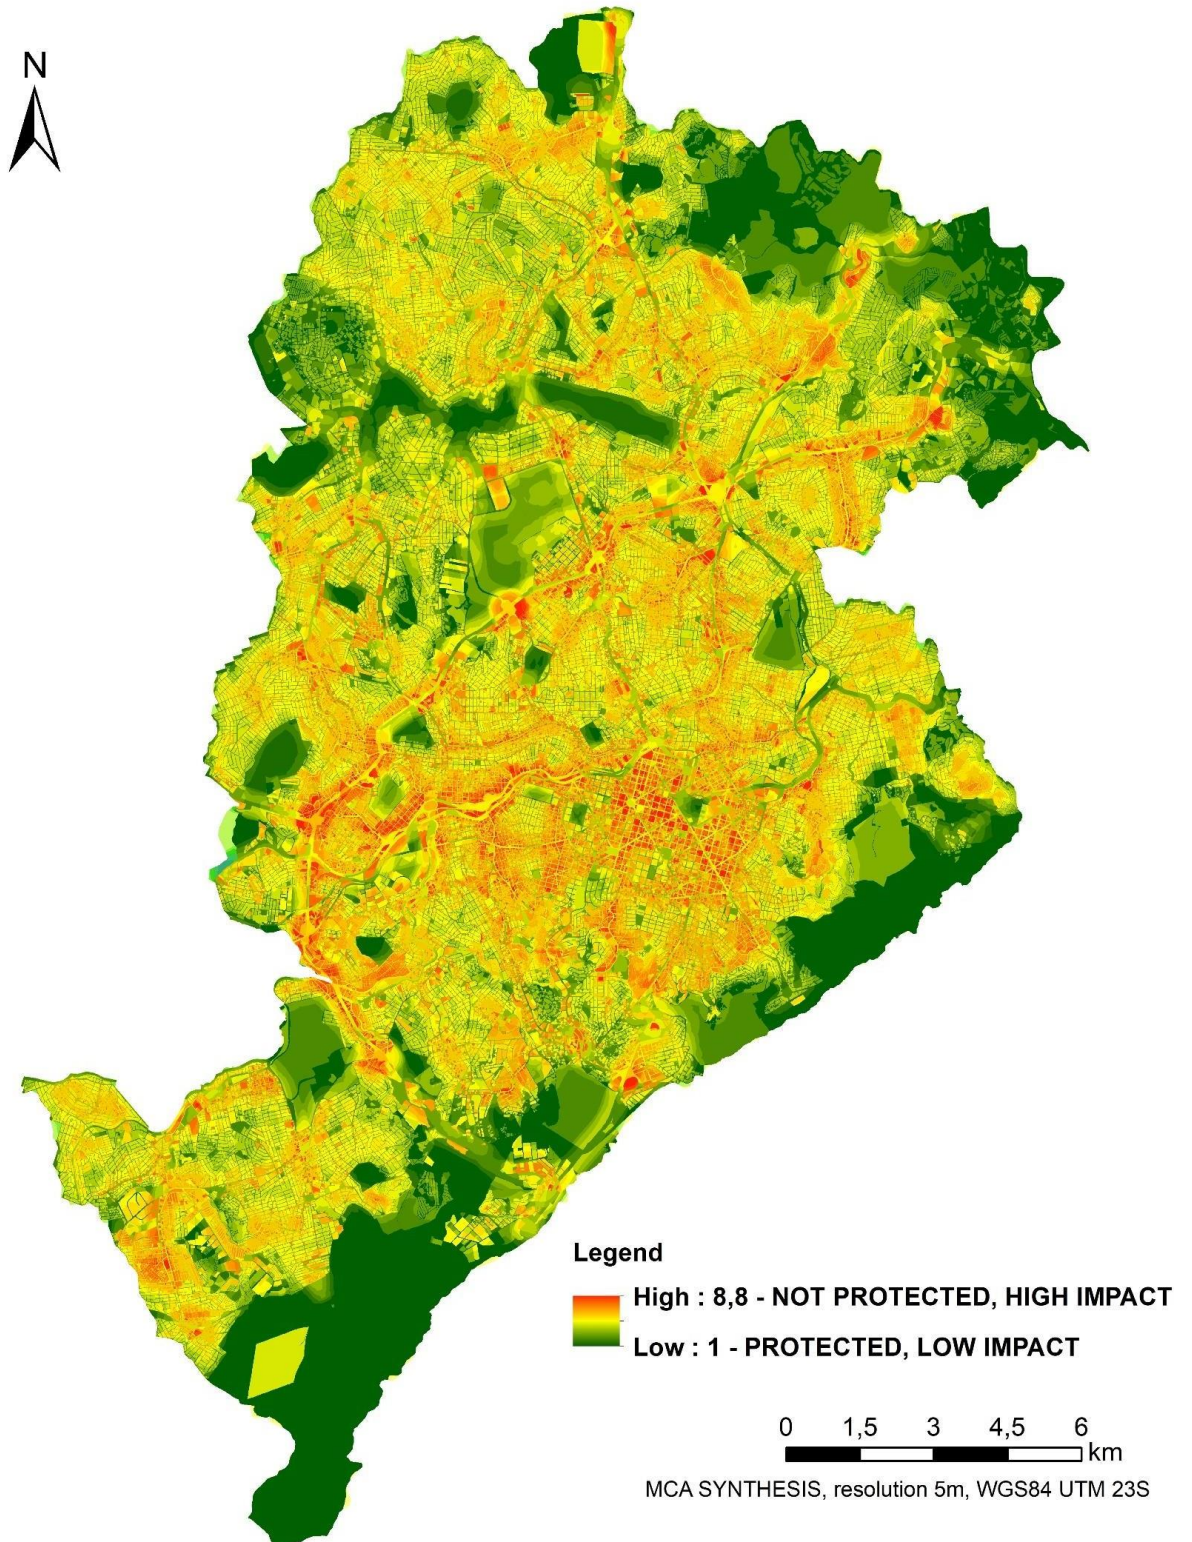 N
Legend
High : 8,8 - NOT PROTECTED, HIGH IMPACT
Low : 1 - PROTECTED, LOW IMPACT
0 1,5 3 4,5 6
km
MCA SYNTHESIS, resolution 5m, WGS84 UTM 23S